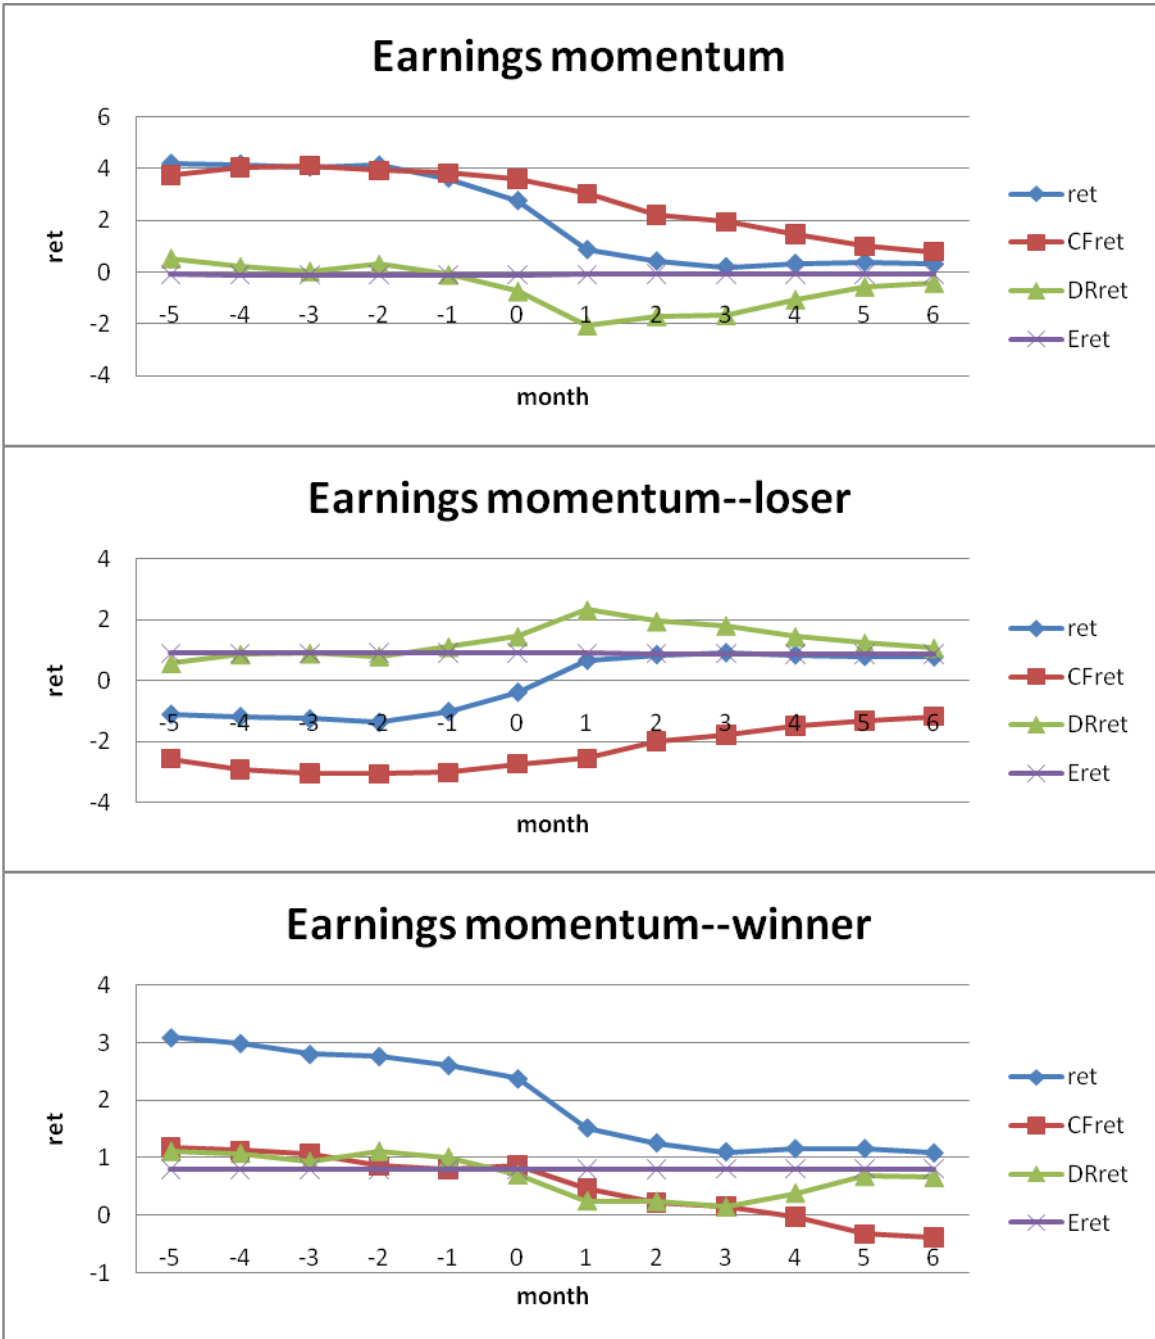 Earnings momentum
6
4
2
0
-2
-4
ret
-5 -4 -3 -2 -1 0 1 2 3 4 5 6
month
ret
CFret
DRret
Eret
Earnings momentum--loser
4
2
0
-2
-4
ret
-5 -4 -3 -2 -1 0 1 2 3 4 5 6
month
ret
CFret
DRret
Eret
Earnings momentum--winner
4
3
2
1
0
-1
ret
-5 -4 -3 -2 -1 0 1 2 3 4 5 6
month
ret
CFret
DRret
Eret